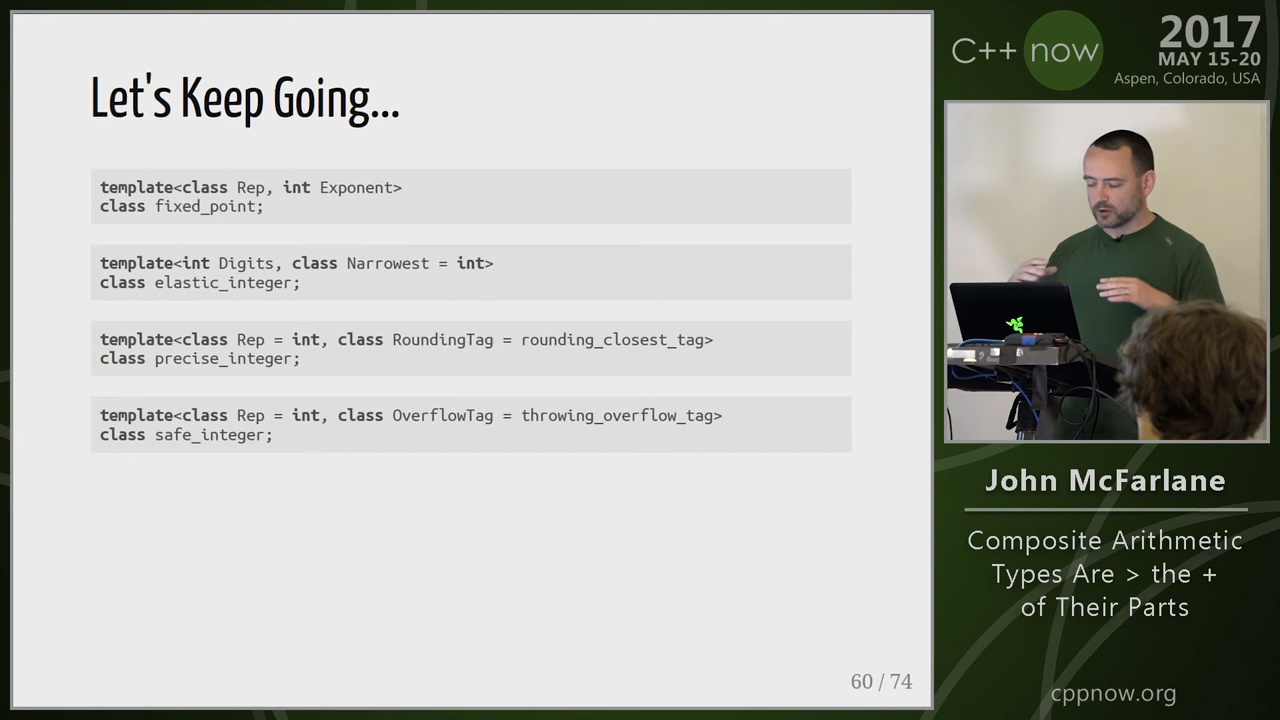 Let's Keep Going...
template<class Rep, int Exponent>
class fixed_point;
template<int Digits, class Narrowest = int>
class elastic_integer;
template<class Rep = int, class RoundingTag = rounding_closest_tag>
class precise_integer;
template<class Rep = int, class OverflowTag = throwing_overflow_tag>
class safe_integer;
60 / 74
C++ now
2017
MAY 15-20
Aspen, Colorado, USA
John McFarlane
Composite Arithmetic
Types Are > the +
of Their Parts
cppnow.org